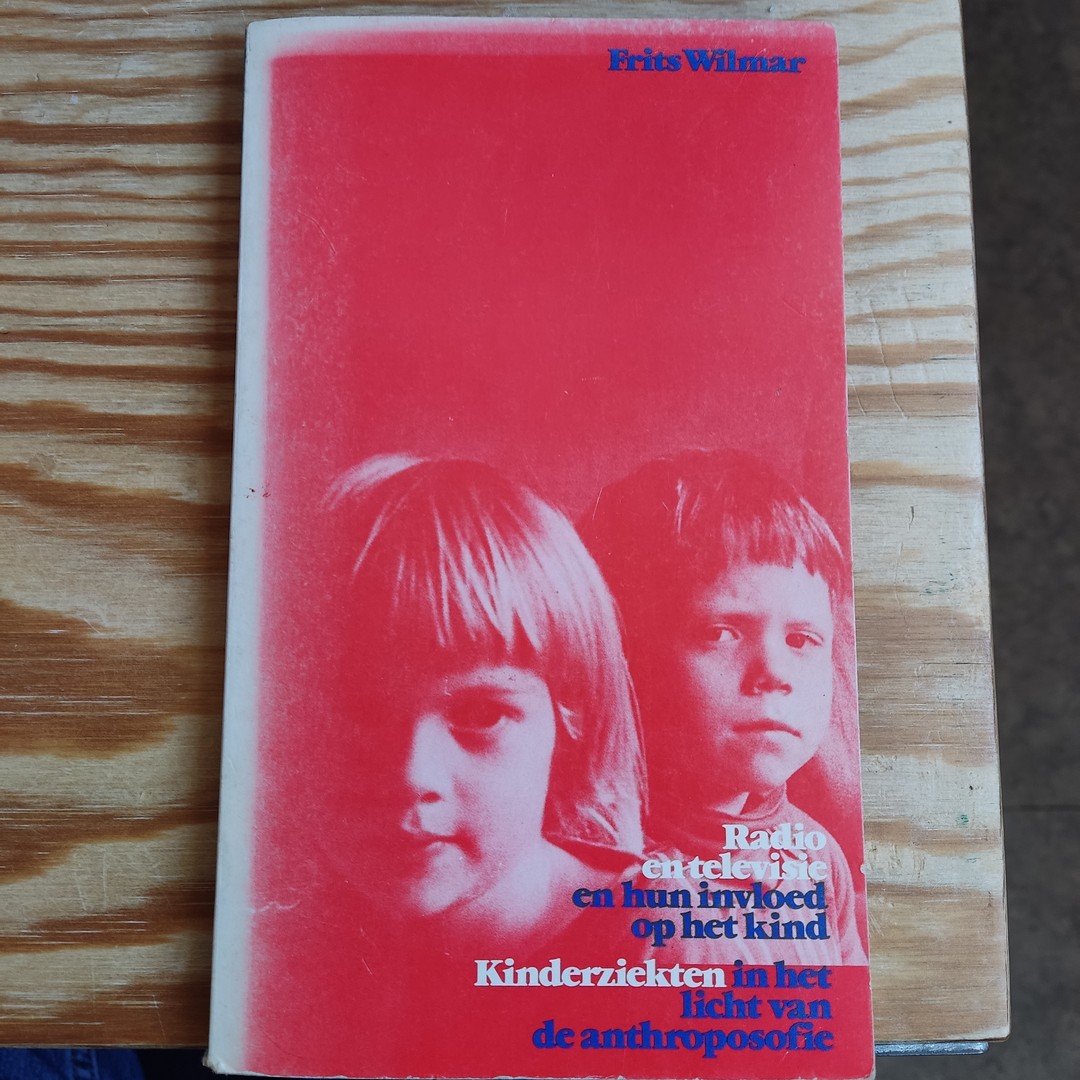 Frits Wilmar
Radio
en televisie
en hun invloed
op het kind
Kinderziekten in het
licht van
de anthroposofie